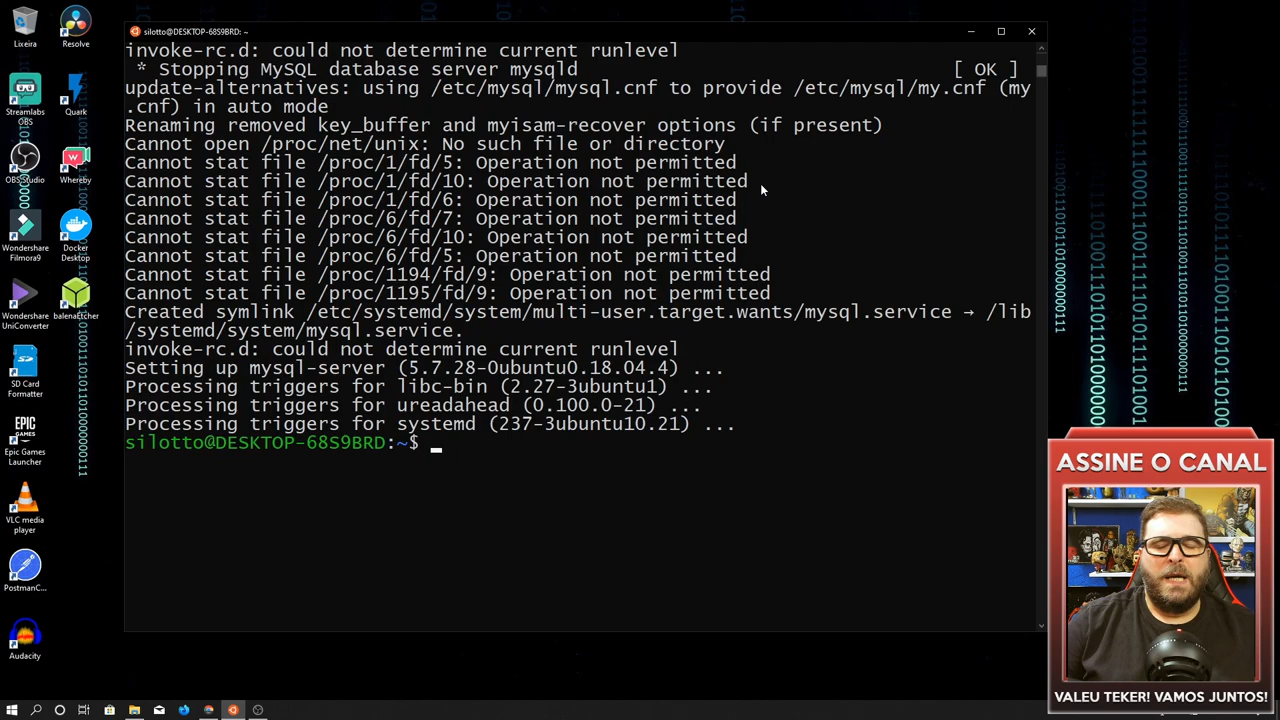 Lixeira
Resolve
Streamlabs
OBS
Quark
OBS Studio
Whereby
Wondershare
Filmora9
Docker
Desktop
Wondershare
UniConverter
balenaEtcher
SD Card
Formatter
Epic Games
Launcher
VLC media
player
PostmanC...
Audacity
silotto@DESKTOP-68S9BRD: ~
invoke-rc.d: could not determine current runlevel
* Stopping MySQL database server mysqld [ OK ]
update-alternatives: using /etc/mysql/mysql.cnf to provide /etc/mysql/my.cnf (my
.cnf) in auto mode
Renaming removed key_buffer and myisam-recover options (if present)
Cannot open /proc/net/unix: No such file or directory
Cannot stat file /proc/1/fd/5: Operation not permitted
Cannot stat file /proc/1/fd/10: Operation not permitted
Cannot stat file /proc/1/fd/6: Operation not permitted
Cannot stat file /proc/6/fd/7: Operation not permitted
Cannot stat file /proc/6/fd/10: Operation not permitted
Cannot stat file /proc/6/fd/5: Operation not permitted
Cannot stat file /proc/1194/fd/9: Operation not permitted
Cannot stat file /proc/1195/fd/9: Operation not permitted
Created symlink /etc/systemd/system/multi-user.target.wants/mysql.service → /lib
/systemd/system/mysql.service.
invoke-rc.d: could not determine current runlevel
Setting up mysql-server (5.7.28-0ubuntu0.18.04.4) ...
Processing triggers for libc-bin (2.27-3ubuntu1) ...
Processing triggers for ureadahead (0.100.0-21) ...
Processing triggers for systemd (237-3ubuntu10.21) ...
silotto@DESKTOP-68S9BRD:~$
ASSINE O CANAL
VALEU TEKER! VAMOS JUNTOS!